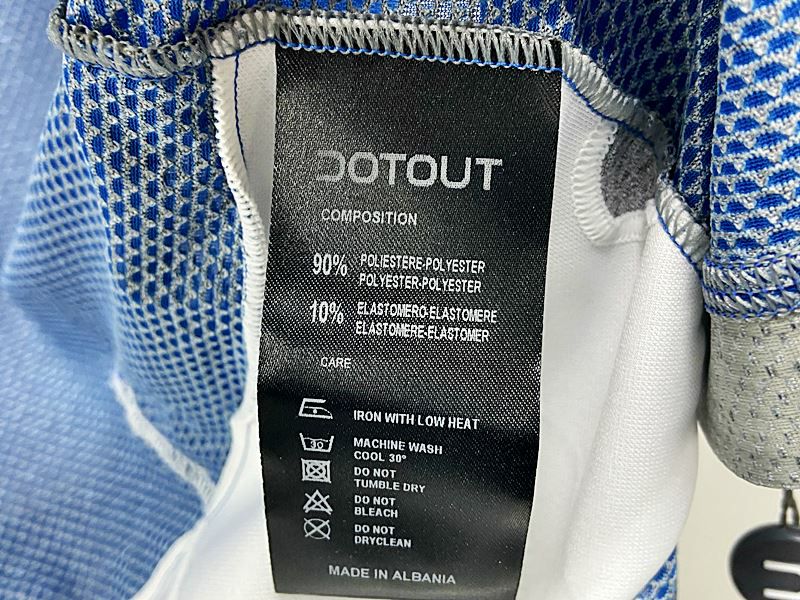 DOTOUT
COMPOSITION
90% POLIESTERE-POLYESTER
POLYESTER-POLYESTER
10% ELASTOMERO-ELASTOMERE
ELASTOMERE-ELASTOMER
CARE
IRON WITH LOW HEAT
30 MACHINE WASH
COOL 30°
DO NOT
TUMBLE DRY
DO NOT
BLEACH
DO NOT
DRYCLEAN
MADE IN ALBANIA